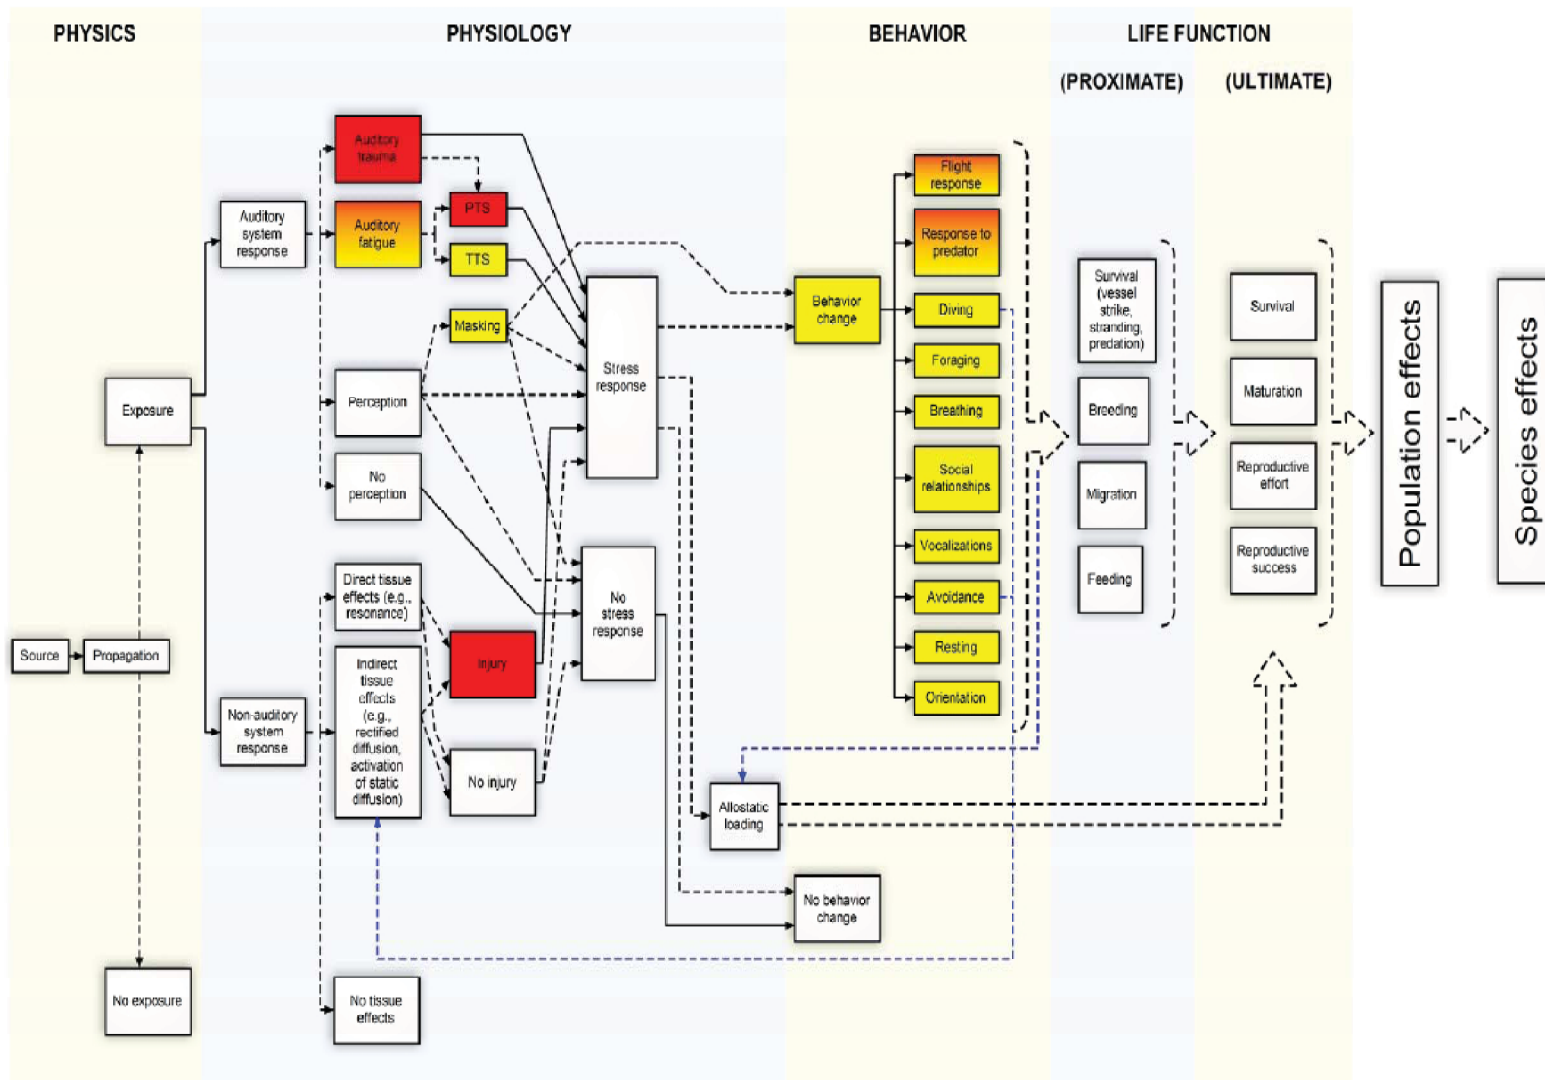 PHYSICS
PHYSIOLOGY
BEHAVIOR
LIFE FUNCTION
(PROXIMATE)
(ULTIMATE)
Auditory
trauma
PTS
Auditory
system
response
Auditory
fatigue
TTS
Masking
Exposure
Perception
No
perception
Stress
response
Direct tissue
effects (e.g.,
resonance)
No
stress
response
Source
Propagation
Injury
Indirect
tissue
effects
(e.g.,
rectified
diffusion,
activation
of static
diffusion)
Non-auditory
system
response
No injury
No exposure
No tissue
effects
Allostatic
loading
Behavior
change
No behavior
change
Flight
response
Response to
predator
Diving
Foraging
Breathing
Social
relationships
Vocalizations
Avoidance
Resting
Orientation
Survival
(vessel
strike,
stranding,
predation)
Breeding
Migration
Feeding
Survival
Maturation
Reproductive
effort
Reproductive
success
Population effects
Species effects